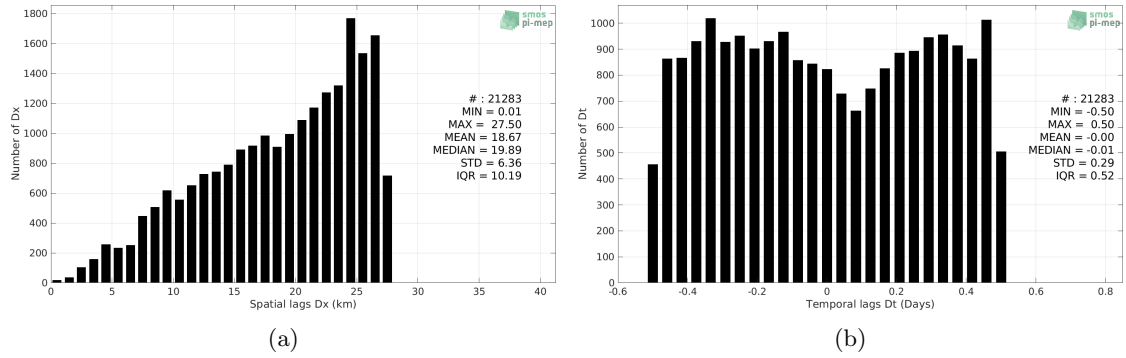 smos
pi-mep
1800
1600
1400
1200
1000
800
600
400
200
0
Number of Dx
# : 21283
MIN = 0.01
MAX = 27.50
MEAN = 18.67
MEDIAN = 19.89
STD = 6.36
IQR = 10.19
0 5 10 15 20 25 30 35 40
Spatial lags Dx (km)
(a)
smos
pi-mep
1000
900
800
700
600
500
400
300
200
100
0
Number of Dt
# : 21283
MIN = -0.50
MAX = 0.50
MEAN = -0.00
MEDIAN = -0.01
STD = 0.29
IQR = 0.52
-0.6 -0.4 -0.2 0 0.2 0.4 0.6 0.8
Temporal lags Dt (Days)
(b)